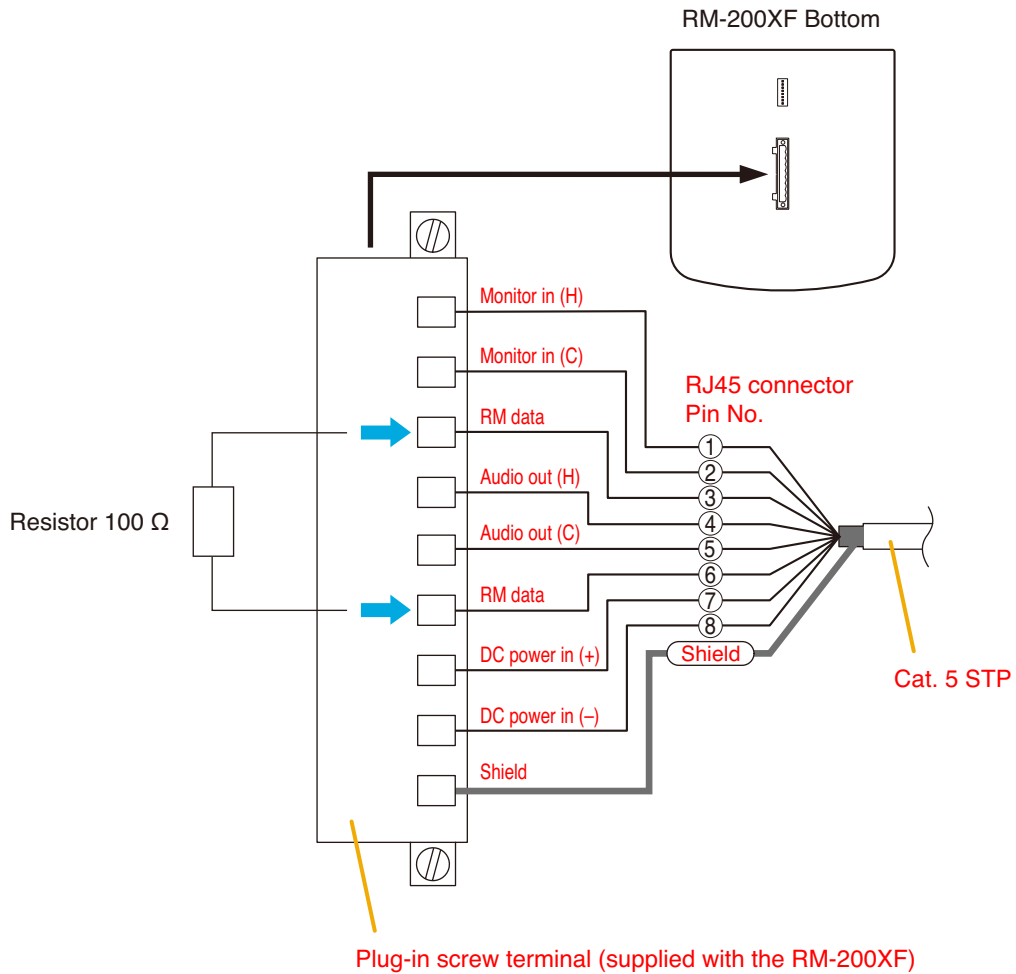 RM-200XF Bottom
Monitor in (H)
Monitor in (C)
RJ45 connector
Pin No.
RM data
1
2
3
Audio out (H)
4
Resistor 100 Ω
Audio out (C)
5
6
RM data
7
8
DC power in (+)
Shield
Cat. 5 STP
DC power in (–)
Shield
Plug-in screw terminal (supplied with the RM-200XF)